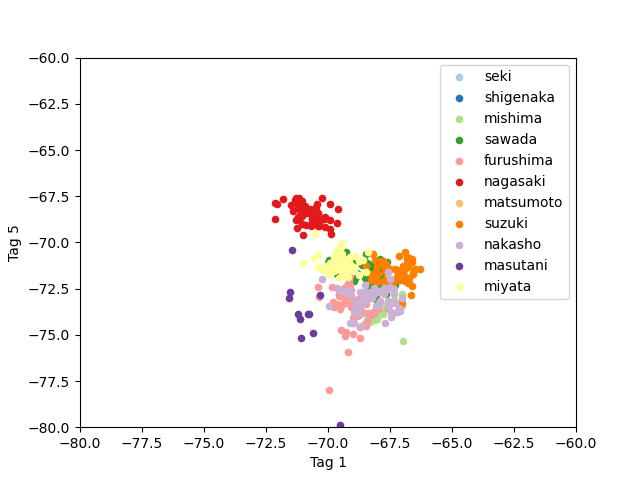 −60.0
−62.5
−65.0
−67.5
−70.0
−72.5
−75.0
−77.5
−80.0
Tag 5
−80.0 −77.5 −75.0 −72.5 −70.0 −67.5 −65.0 −62.5 −60.0
Tag 1
seki
shigenaka
mishima
sawada
furushima
nagasaki
matsumoto
suzuki
nakasho
masutani
miyata